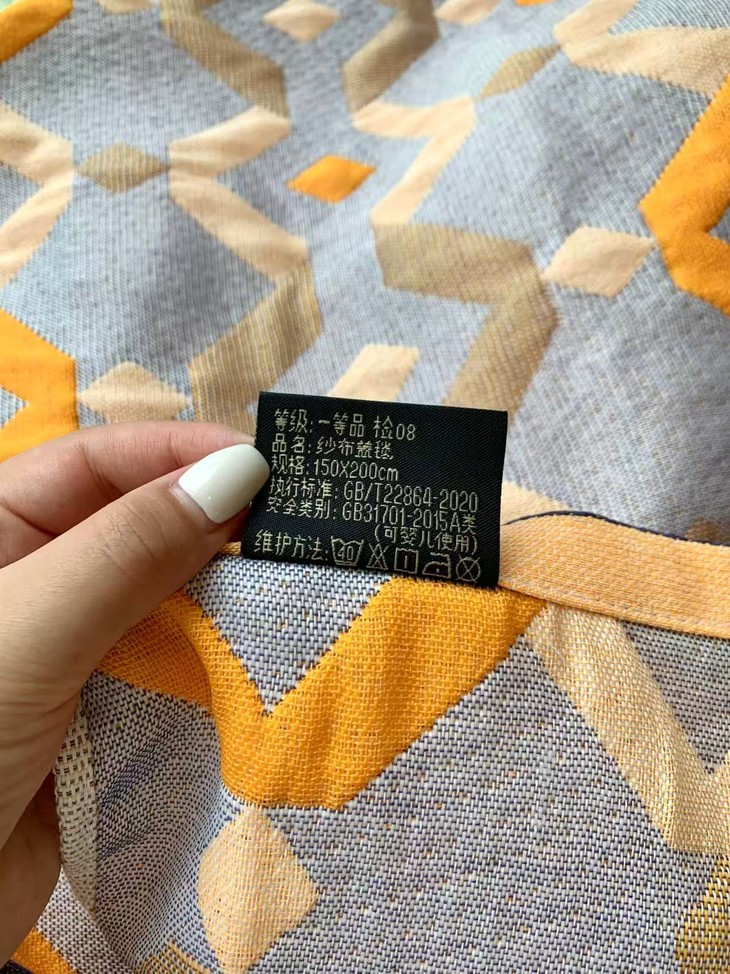 等级: 一等品 检08
品名: 纱布盖毯
规格: 150X200cm
执行标准: GB/T22864-2020
安全类别: GB31701-2015A类
(可婴儿使用)
维护方法: 40